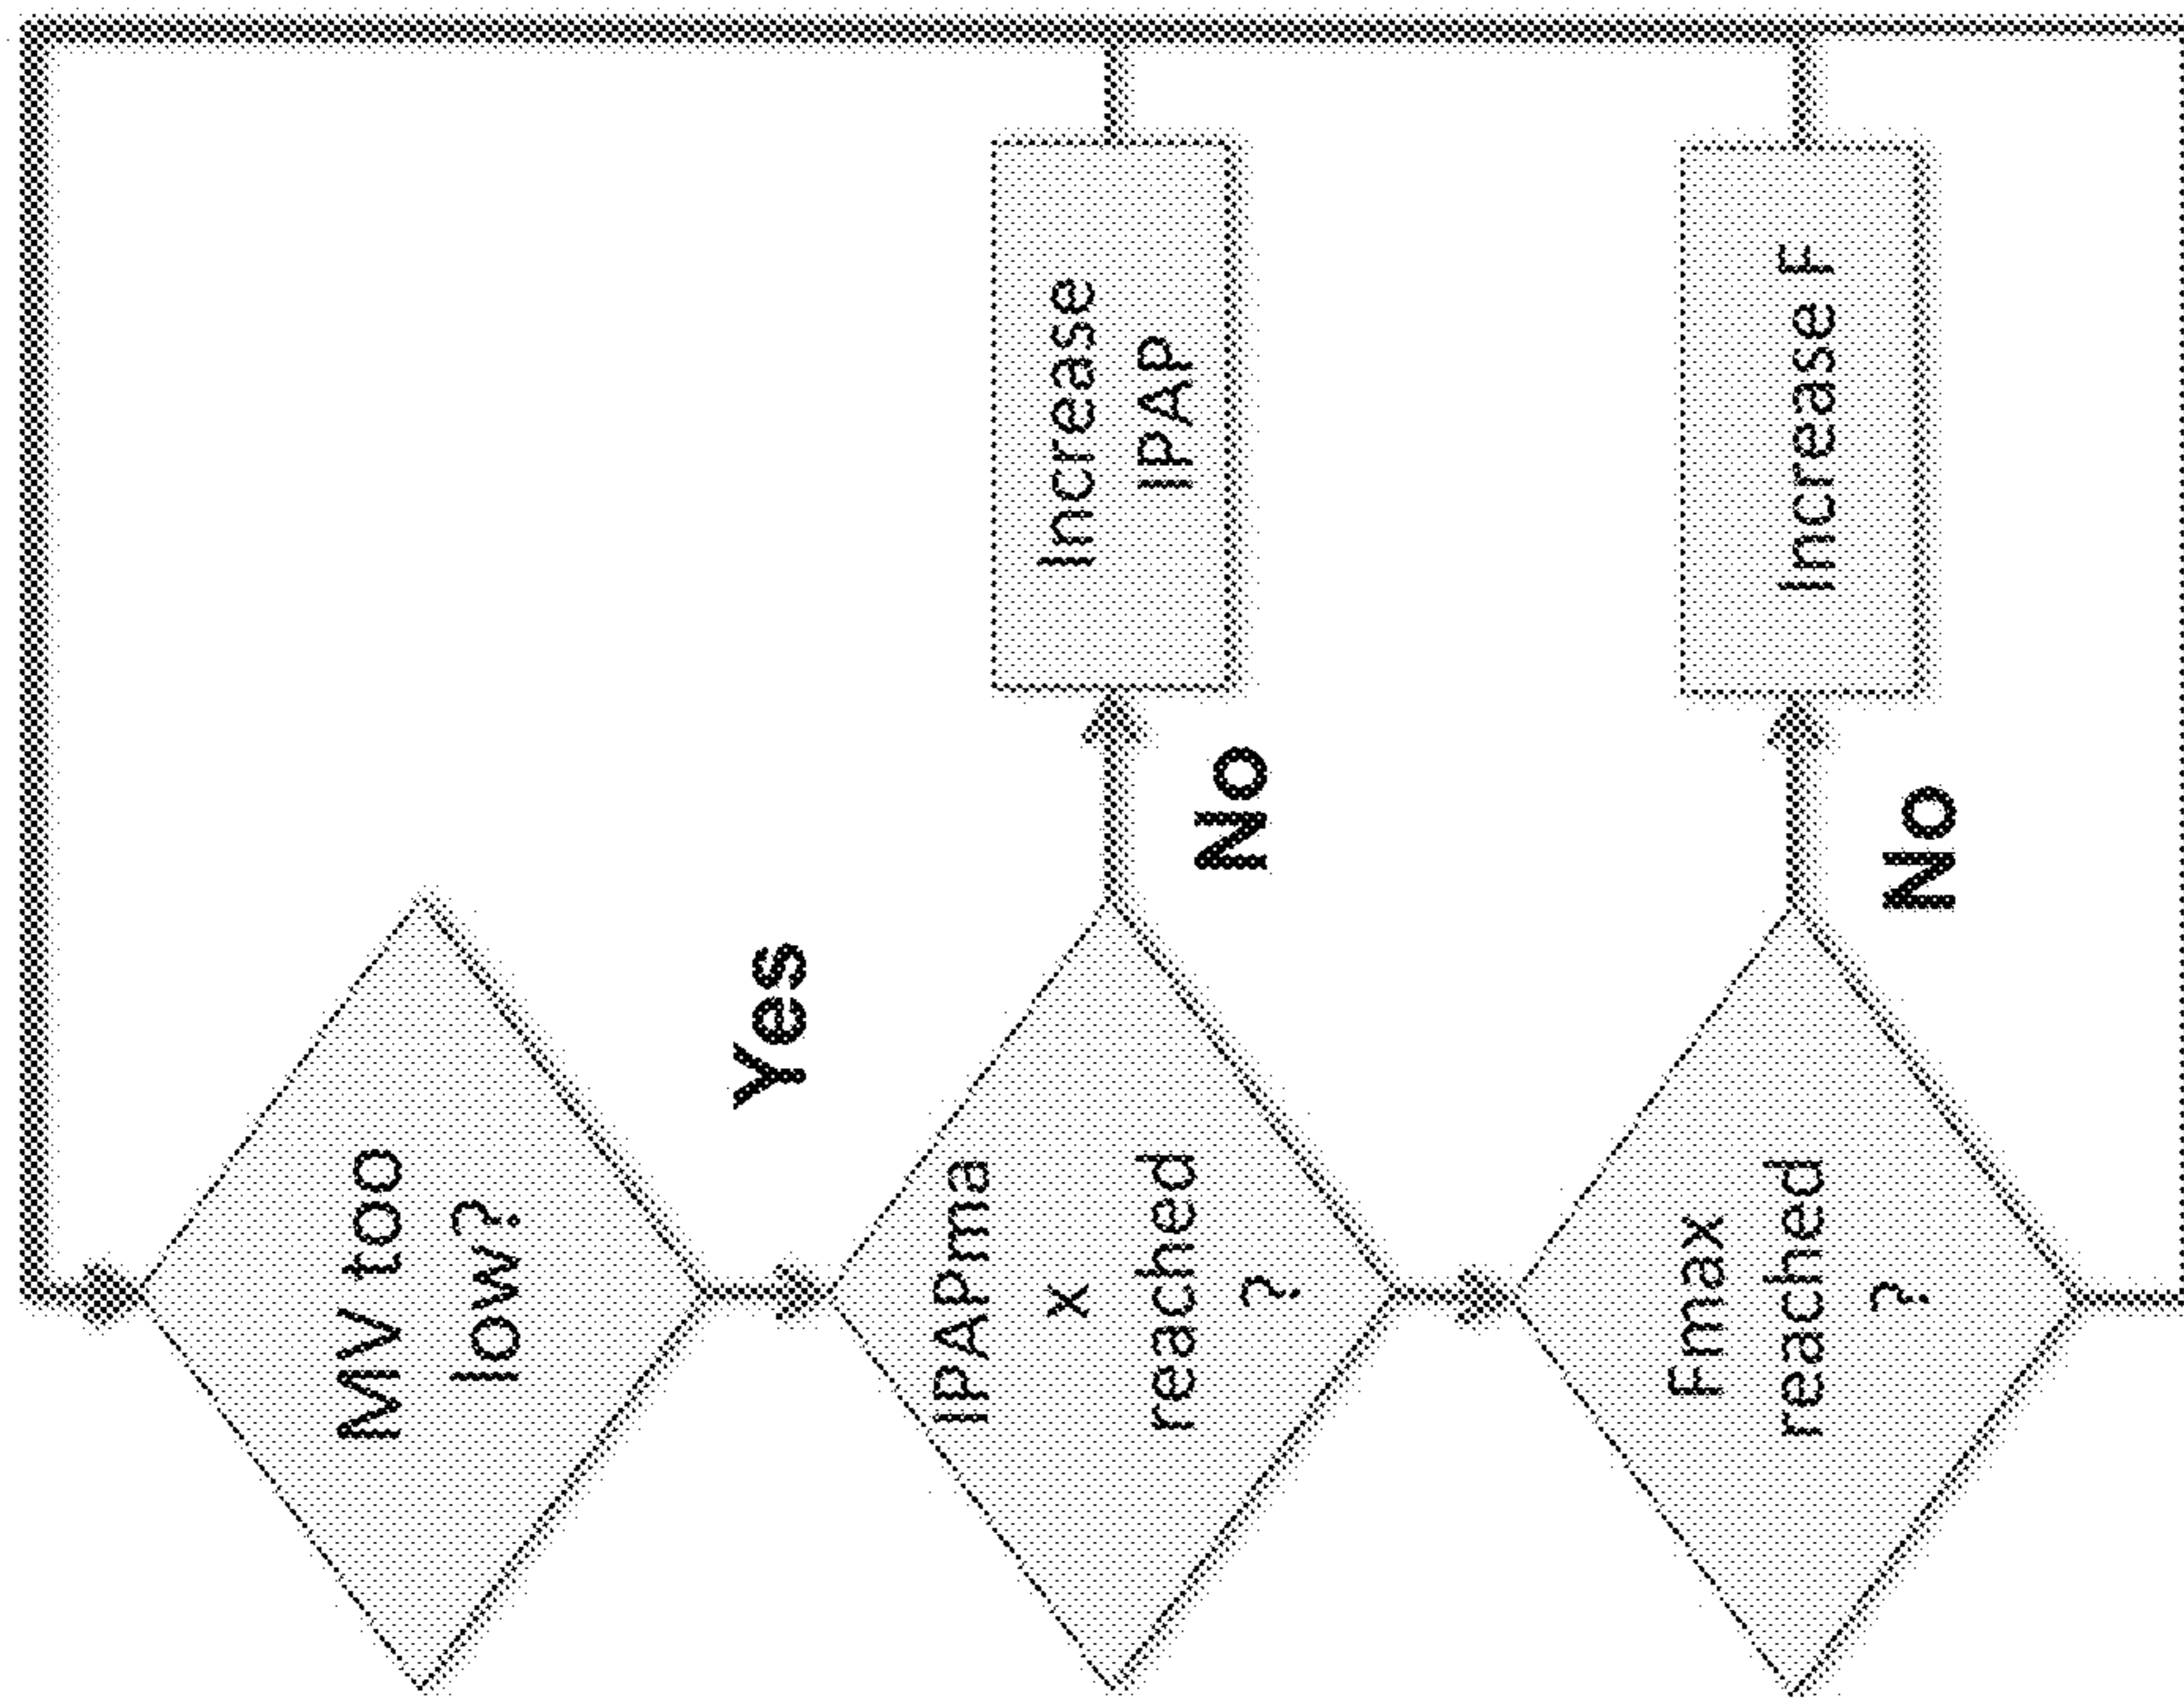 MV too
low?
Yes
IPAPma
x
reached
?
No
Increase
IPAP
Fmax
reached
?
No
Increase F